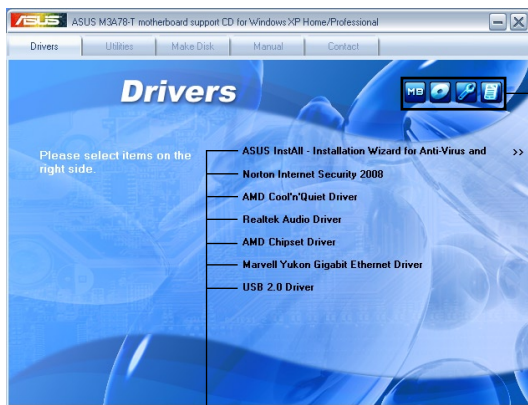 ASUS M3A78-T motherboard support CD for Windows XP Home/Professional
Drivers
Utilities
Make Disk
Manual
Contact
Drivers
MB
Please select items on the
right side.
ASUS InstAll - Installation Wizard for Anti-Virus and >>
Norton Internet Security 2008
AMD Cool'n'Quiet Driver
Realtek Audio Driver
AMD Chipset Driver
Marvell Yukon Gigabit Ethernet Driver
USB 2.0 Driver